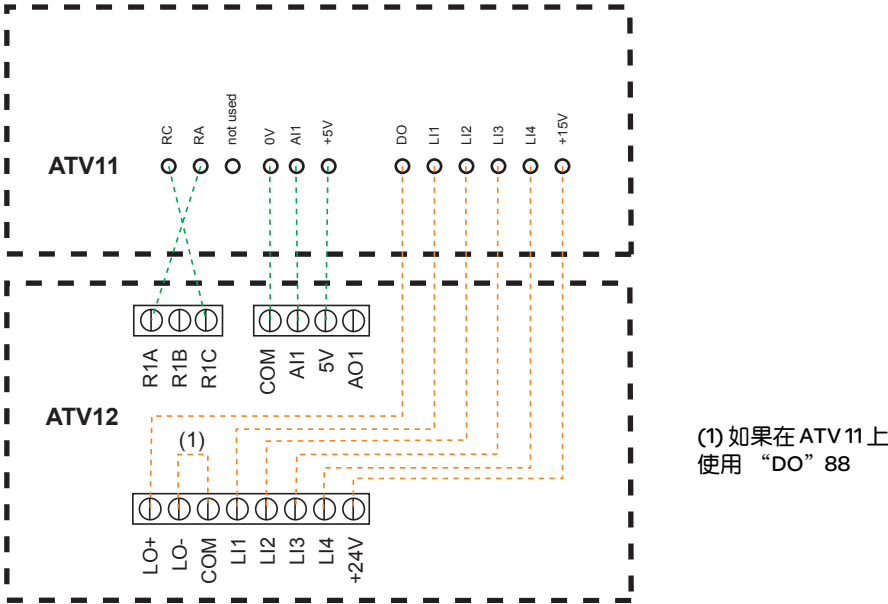 RC
RA
not used
0V
AI1
+5V
DO
LI1
LI2
LI3
LI4
+15V
ATV11
R1A
R1B
R1C
COM
AI1
5V
AO1
ATV12
(1)
(1) 如果在 ATV 11 上
使用 “DO” 88
LO+
LO-
COM
LI1
LI2
LI3
LI4
+24V